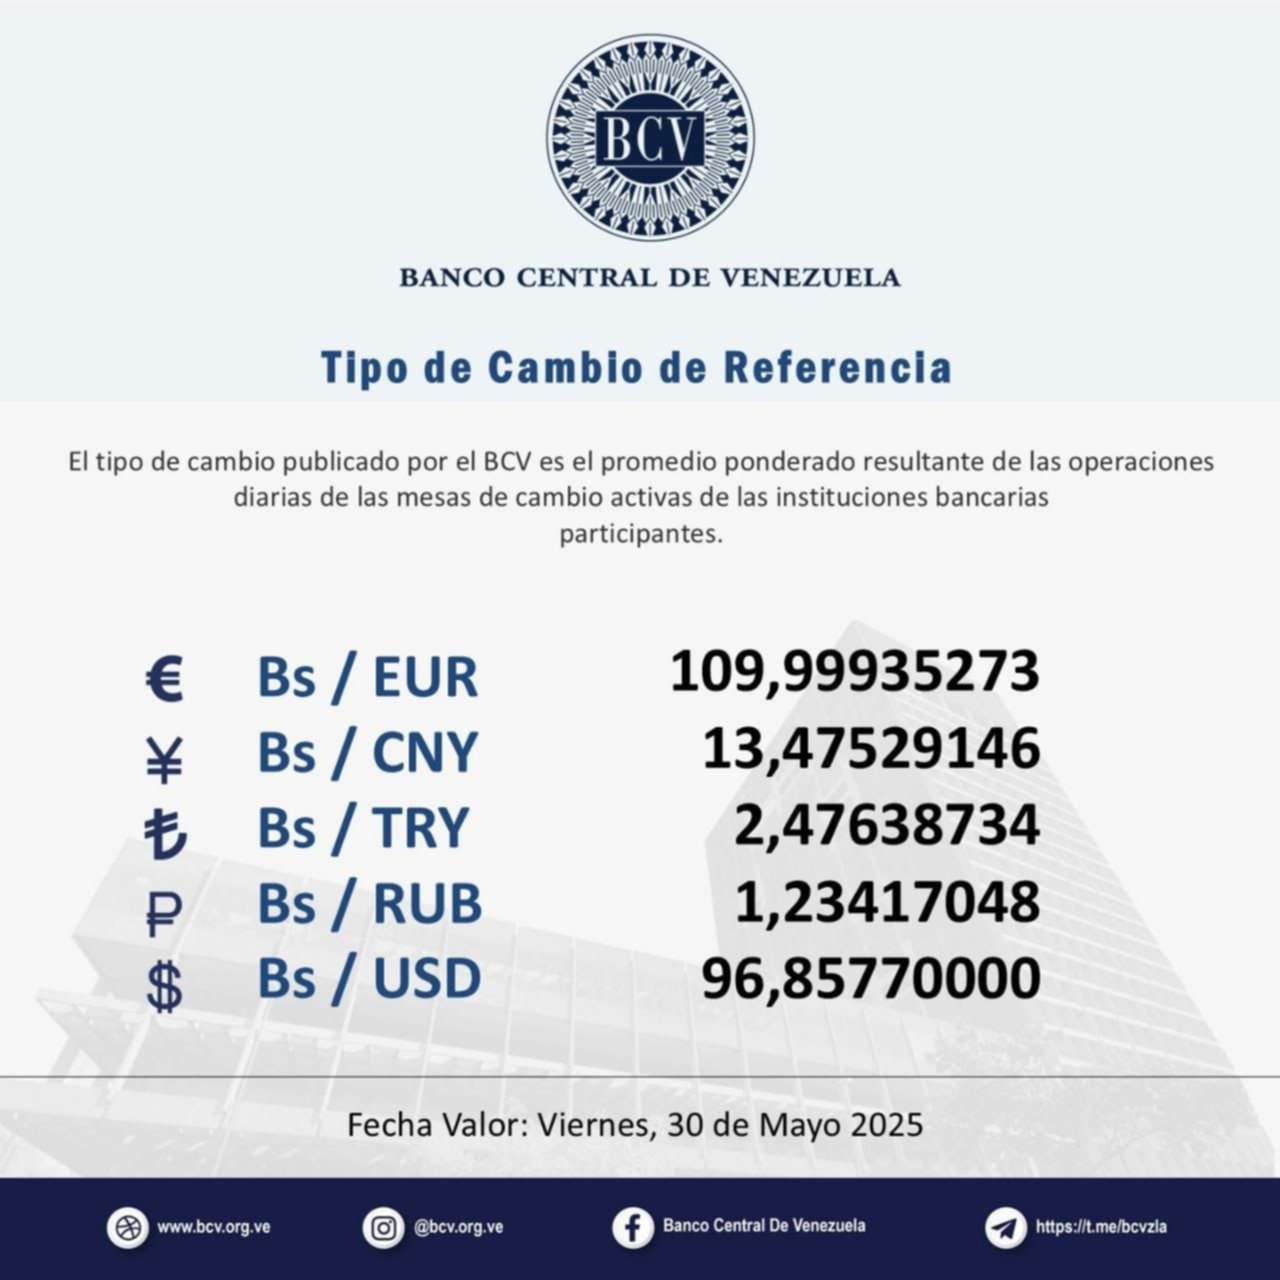 BCV
BANCO CENTRAL DE VENEZUELA
Tipo de Cambio de Referencia
El tipo de cambio publicado por el BCV es el promedio ponderado resultante de las operaciones
diarias de las mesas de cambio activas de las instituciones bancarias
participantes.
€ Bs / EUR 109,99935273
¥ Bs / CNY 13,47529146
₺ Bs / TRY 2,47638734
₽ Bs / RUB 1,23417048
$ Bs / USD 96,85770000
Fecha Valor: Viernes, 30 de Mayo 2025
www.bcv.org.ve @bcv.org.ve Banco Central De Venezuela https://t.me/bcvzla